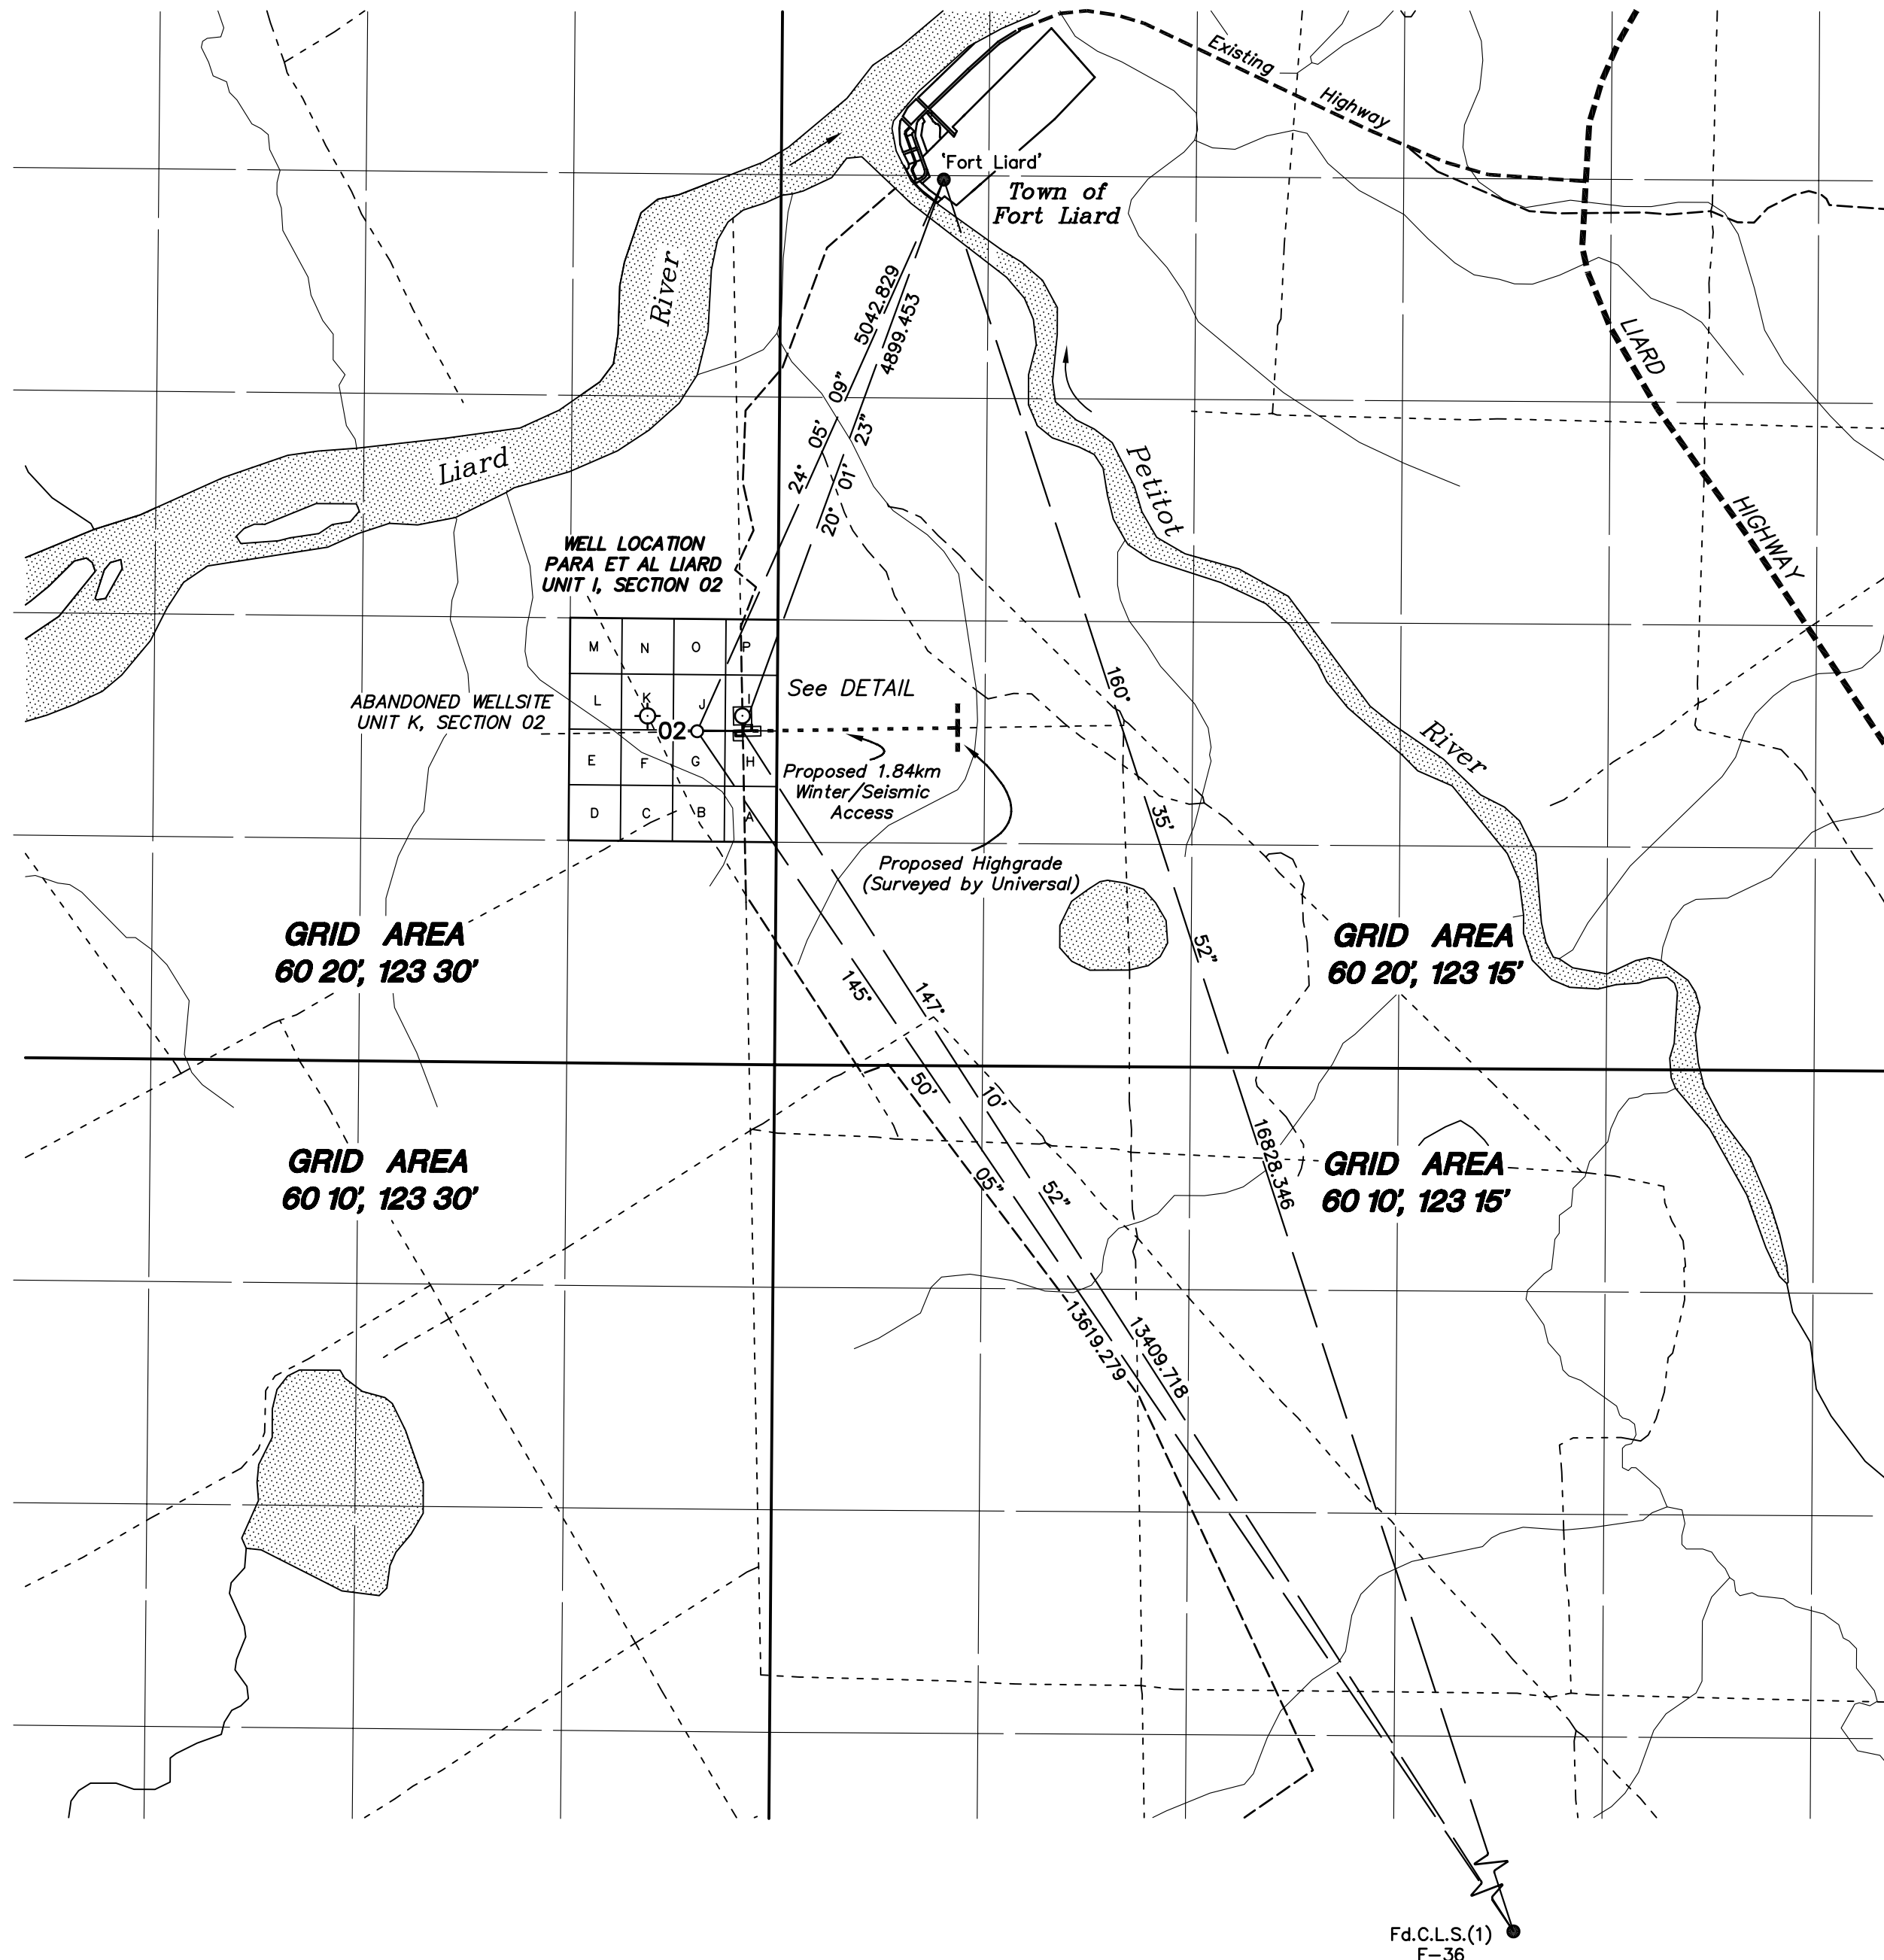 Existing
Highway
'Fort Liard'
Town of
Fort Liard
River
Liard
LIARD
HIGHWAY
Petitot
River
5042.829
4899.453
24° 05' 09"
20° 01' 23"
WELL LOCATION
PARA ET AL LIARD
UNIT I, SECTION 02
M N O P
L K J I
ABANDONED WELLSITE
UNIT K, SECTION 02
02
E F G H
D C B A
See DETAIL
Proposed 1.84km
Winter/Seismic
Access
Proposed Highgrade
(Surveyed by Universal)
160° 35' 52"
16828.346
GRID AREA
60 20', 123 30'
GRID AREA
60 20', 123 15'
145° 50' 05"
13619.279
147° 10' 52"
13409.718
GRID AREA
60 10', 123 30'
GRID AREA
60 10', 123 15'
Fd.C.L.S.(1)
F-36